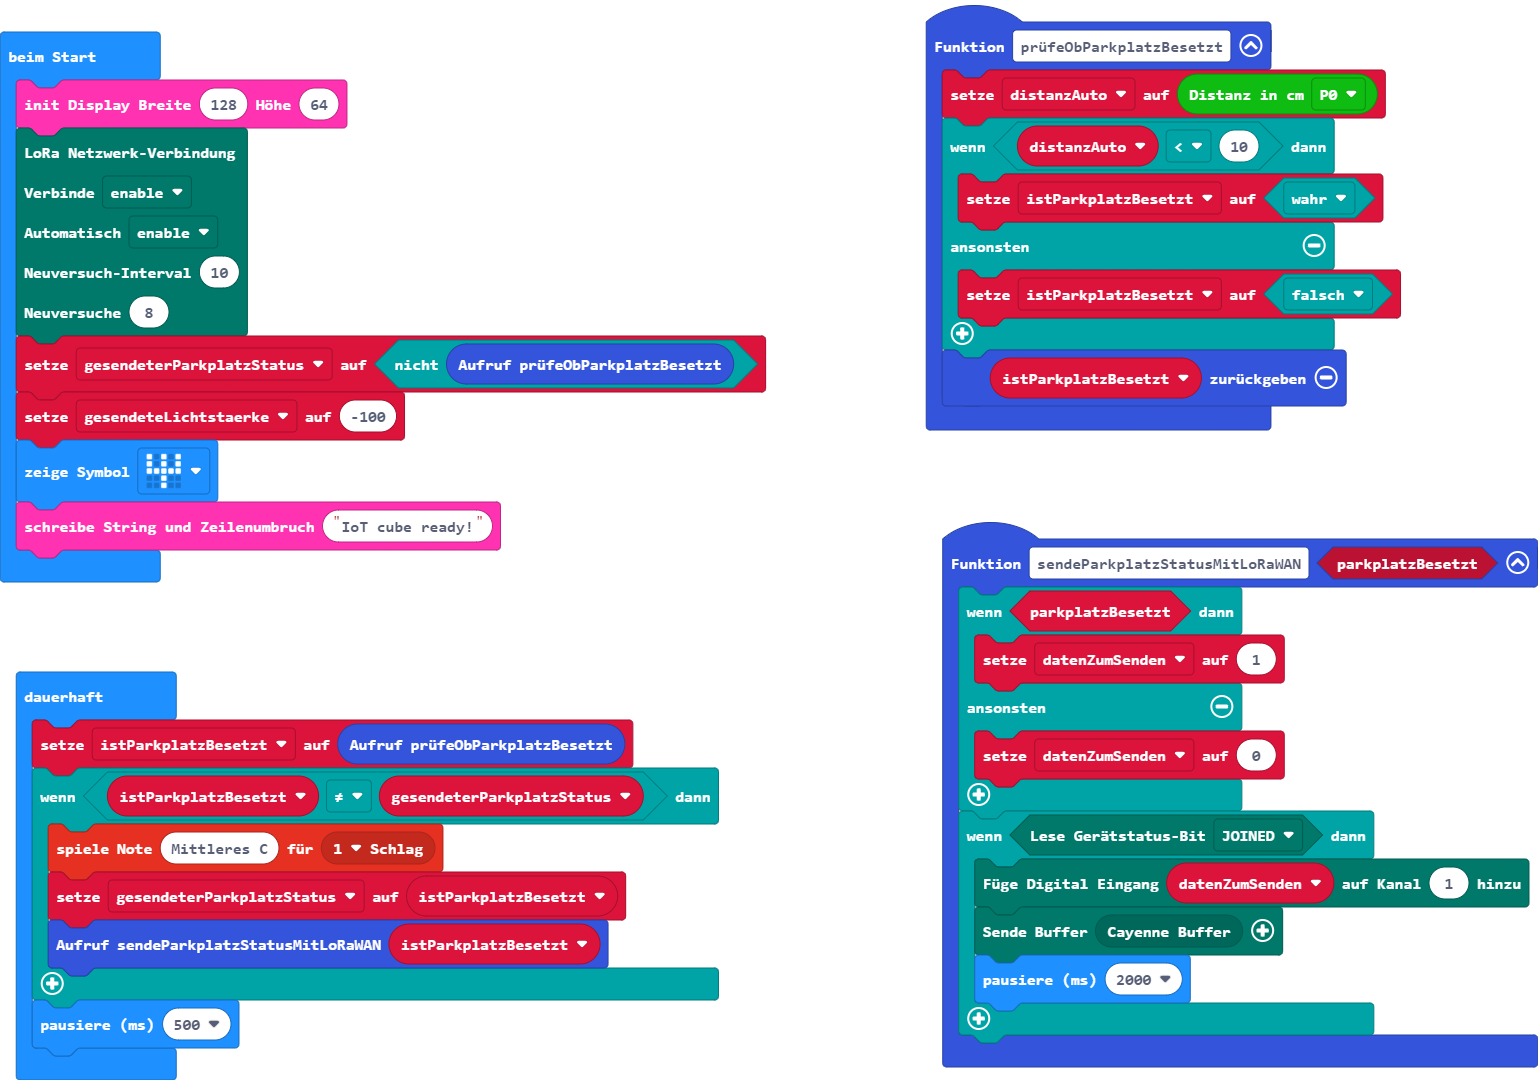 beim Start
init Display Breite 128 Höhe 64
LoRa Netzwerk-Verbindung
Verbinde enable
Automatisch enable
Neuversuch-Interval 10
Neuversuche 8
setze gesendeterParkplatzStatus auf nicht Aufruf prüfeObParkplatzBesetzt
setze gesendeteLichtstaerke auf -100
zeige Symbol
schreibe String und Zeilenumbruch "IoT cube ready!"
dauerhaft
setze istParkplatzBesetzt auf Aufruf prüfeObParkplatzBesetzt
wenn istParkplatzBesetzt ≠ gesendeterParkplatzStatus dann
spiele Note Mittleres C für 1 Schlag
setze gesendeterParkplatzStatus auf istParkplatzBesetzt
Aufruf sendeParkplatzStatusMitLoRaWAN istParkplatzBesetzt
pausiere (ms) 500
Funktion prüfeObParkplatzBesetzt
setze distanzAuto auf Distanz in cm P0
wenn distanzAuto < 10 dann
setze istParkplatzBesetzt auf wahr
ansonsten
setze istParkplatzBesetzt auf falsch
istParkplatzBesetzt zurückgeben
Funktion sendeParkplatzStatusMitLoRaWAN parkplatzBesetzt
wenn parkplatzBesetzt dann
setze datenZumSenden auf 1
ansonsten
setze datenZumSenden auf 0
wenn Lese Gerätstatus-Bit JOINED dann
Füge Digital Eingang datenZumSenden auf Kanal 1 hinzu
Sende Buffer Cayenne Buffer
pausiere (ms) 2000